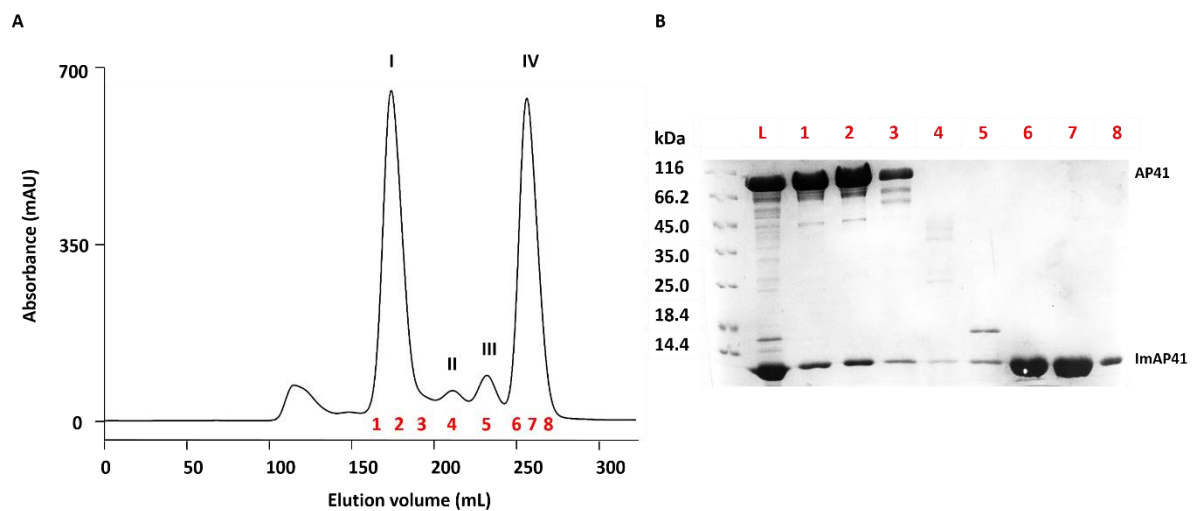 A
700
350
0
Absorbance (mAU)
I
II
III
IV
1 2 3 4 5 6 7 8
0 50 100 150 200 250 300
Elution volume (mL)
B
kDa L 1 2 3 4 5 6 7 8
116
66.2
45.0
35.0
25.0
18.4
14.4
AP41
ImAP41